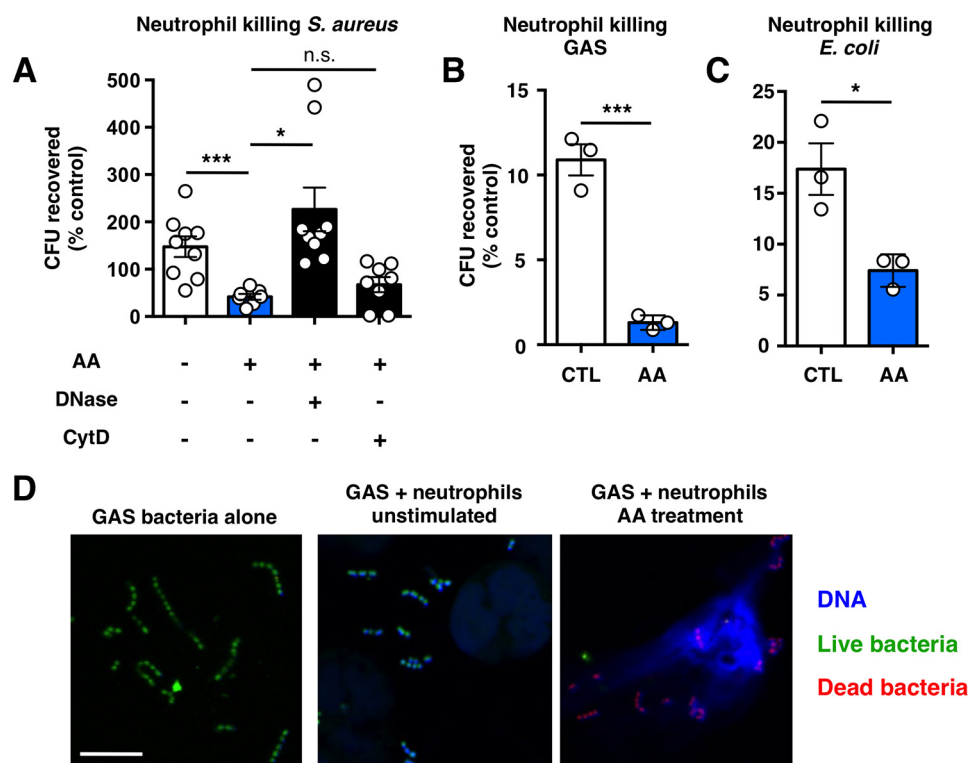 Neutrophil killing S. aureus
A
n.s.
***
*
CFU recovered
(% control)
500
400
300
200
100
0
AA - + + +
DNase - - + -
CytD - - - +
Neutrophil killing
GAS
B
***
CFU recovered
(% control)
15
10
5
0
CTL AA
Neutrophil killing
E. coli
C
*
25
20
15
10
5
0
CTL AA
D
GAS bacteria alone
GAS + neutrophils
unstimulated
GAS + neutrophils
AA treatment
DNA
Live bacteria
Dead bacteria